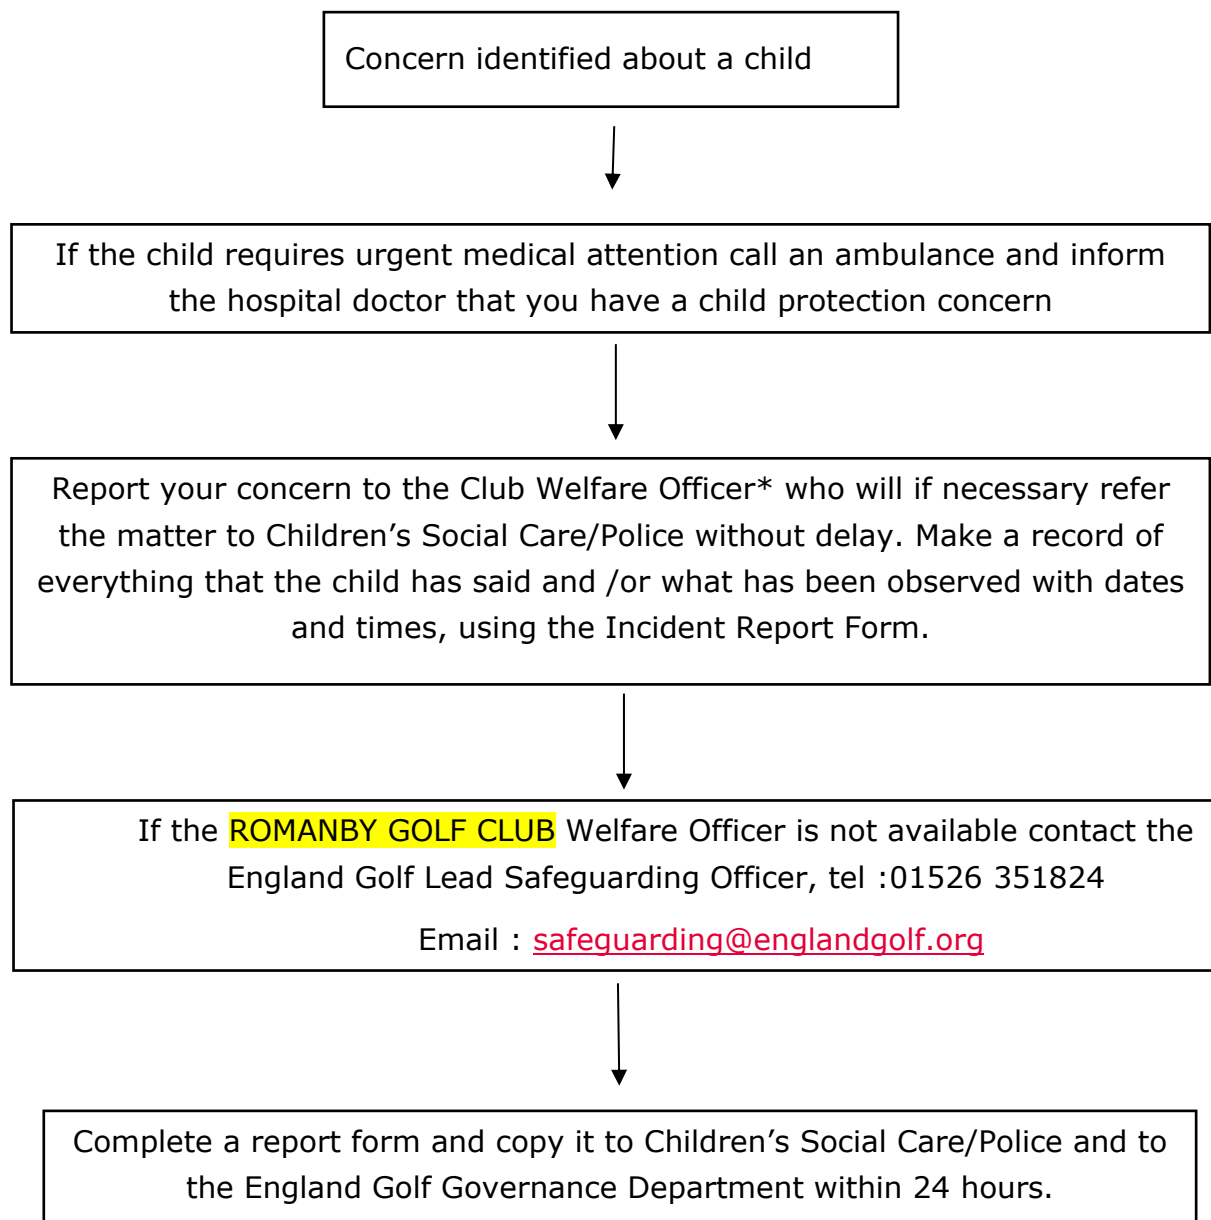 Concern identified about a child
If the child requires urgent medical attention call an ambulance and inform
the hospital doctor that you have a child protection concern
Report your concern to the Club Welfare Officer* who will if necessary refer
the matter to Children’s Social Care/Police without delay. Make a record of
everything that the child has said and /or what has been observed with dates
and times, using the Incident Report Form.
If the ROMANBY GOLF CLUB Welfare Officer is not available contact the
England Golf Lead Safeguarding Officer, tel :01526 351824
Email : safeguarding@englandgolf.org
Complete a report form and copy it to Children’s Social Care/Police and to
the England Golf Governance Department within 24 hours.